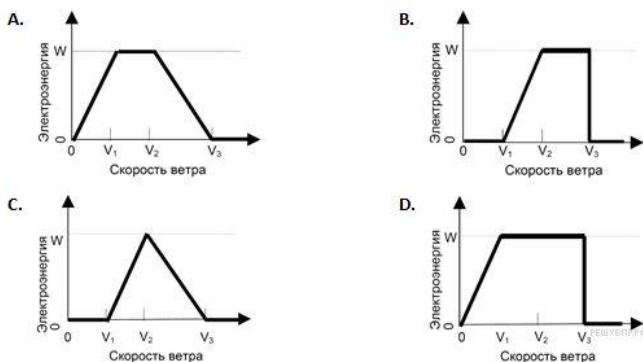 A.
Электроэнергия
W
0
0
V1
V2
V3
Скорость ветра
B.
Электроэнергия
W
0
0
V1
V2
V3
Скорость ветра
C.
Электроэнергия
W
0
0
V1
V2
V3
Скорость ветра
D.
Электроэнергия
W
0
0
V1
V2
V3
Скорость ветра